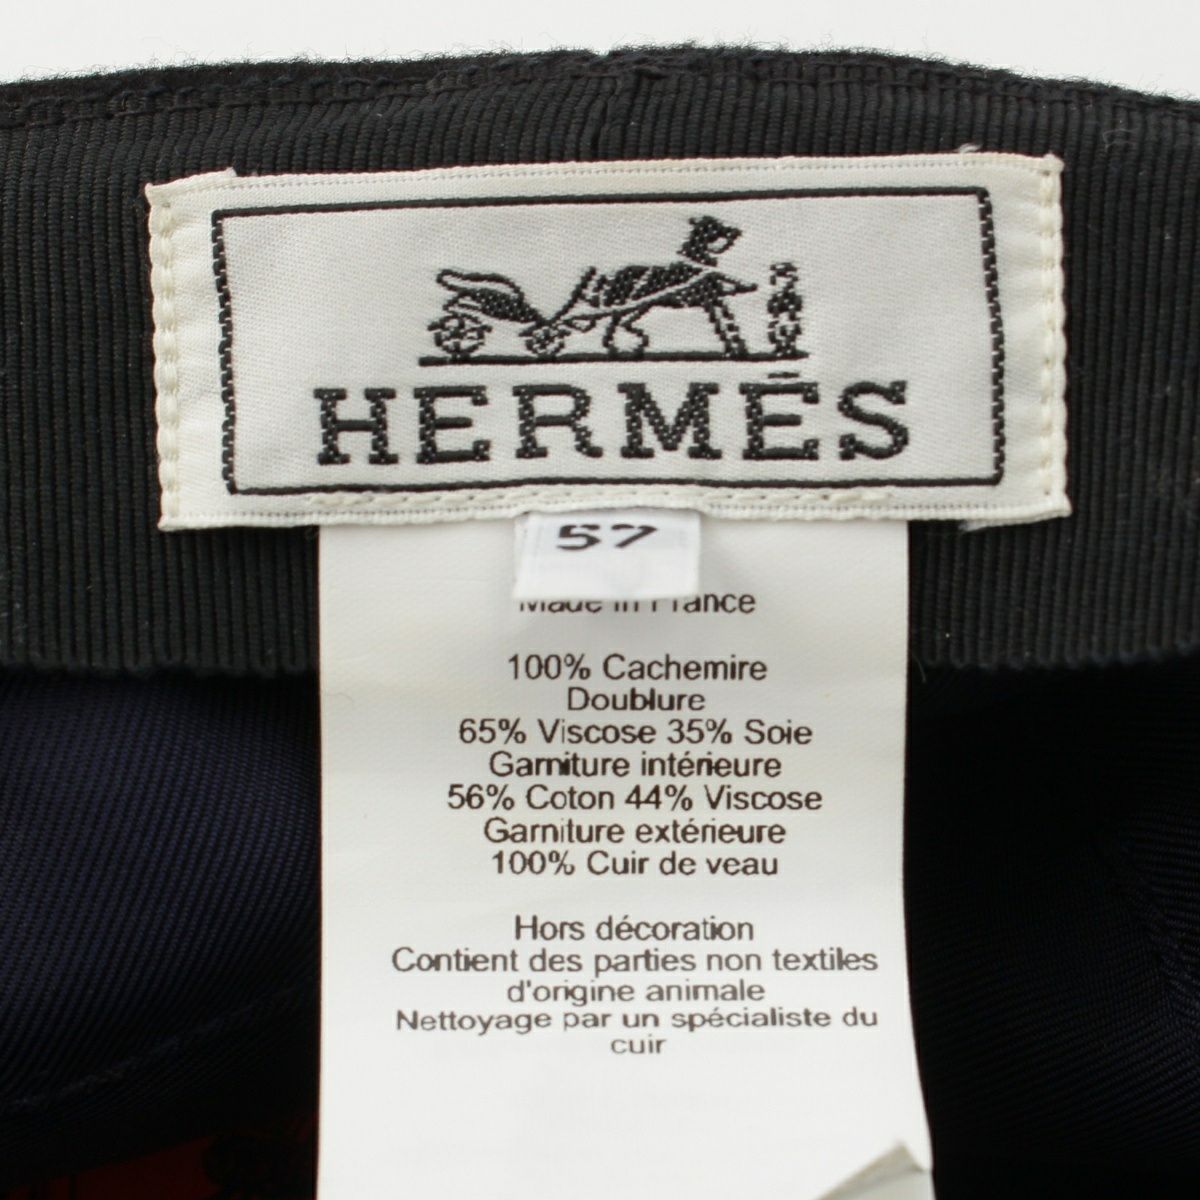 HERMÈS
57
Made in France
100% Cachemire
Doublure
65% Viscose 35% Soie
Garniture intérieure
56% Coton 44% Viscose
Garniture extérieure
100% Cuir de veau
Hors décoration
Contient des parties non textiles
d'origine animale
Nettoyage par un spécialiste du
cuir